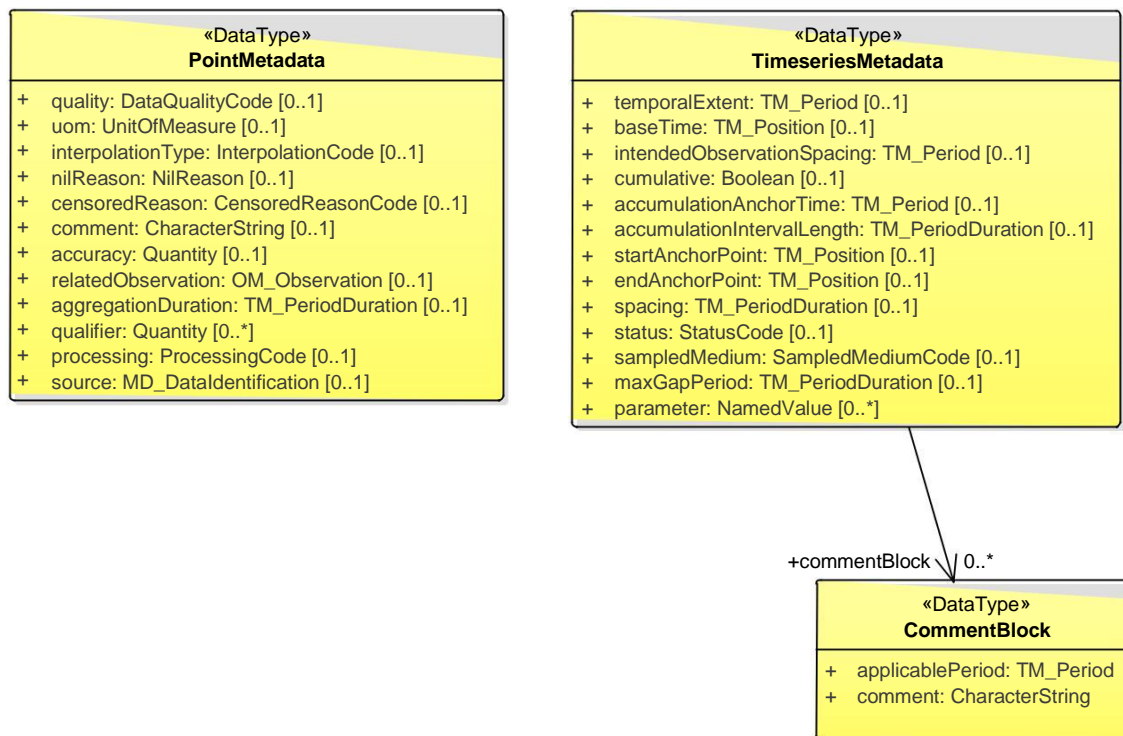 «DataType»
PointMetadata
+ quality: DataQualityCode [0..1]
+ uom: UnitOfMeasure [0..1]
+ interpolationType: InterpolationCode [0..1]
+ nilReason: NilReason [0..1]
+ censoredReason: CensoredReasonCode [0..1]
+ comment: CharacterString [0..1]
+ accuracy: Quantity [0..1]
+ relatedObservation: OM_Observation [0..1]
+ aggregationDuration: TM_PeriodDuration [0..1]
+ qualifier: Quantity [0..*]
+ processing: ProcessingCode [0..1]
+ source: MD_DataIdentification [0..1]
«DataType»
TimeseriesMetadata
+ temporalExtent: TM_Period [0..1]
+ baseTime: TM_Position [0..1]
+ intendedObservationSpacing: TM_Period [0..1]
+ cumulative: Boolean [0..1]
+ accumulationAnchorTime: TM_Period [0..1]
+ accumulationIntervalLength: TM_PeriodDuration [0..1]
+ startAnchorPoint: TM_Position [0..1]
+ endAnchorPoint: TM_Position [0..1]
+ spacing: TM_PeriodDuration [0..1]
+ status: StatusCode [0..1]
+ sampledMedium: SampledMediumCode [0..1]
+ maxGapPeriod: TM_PeriodDuration [0..1]
+ parameter: NamedValue [0..*]
+commentBlock 0..*
«DataType»
CommentBlock
+ applicablePeriod: TM_Period
+ comment: CharacterString